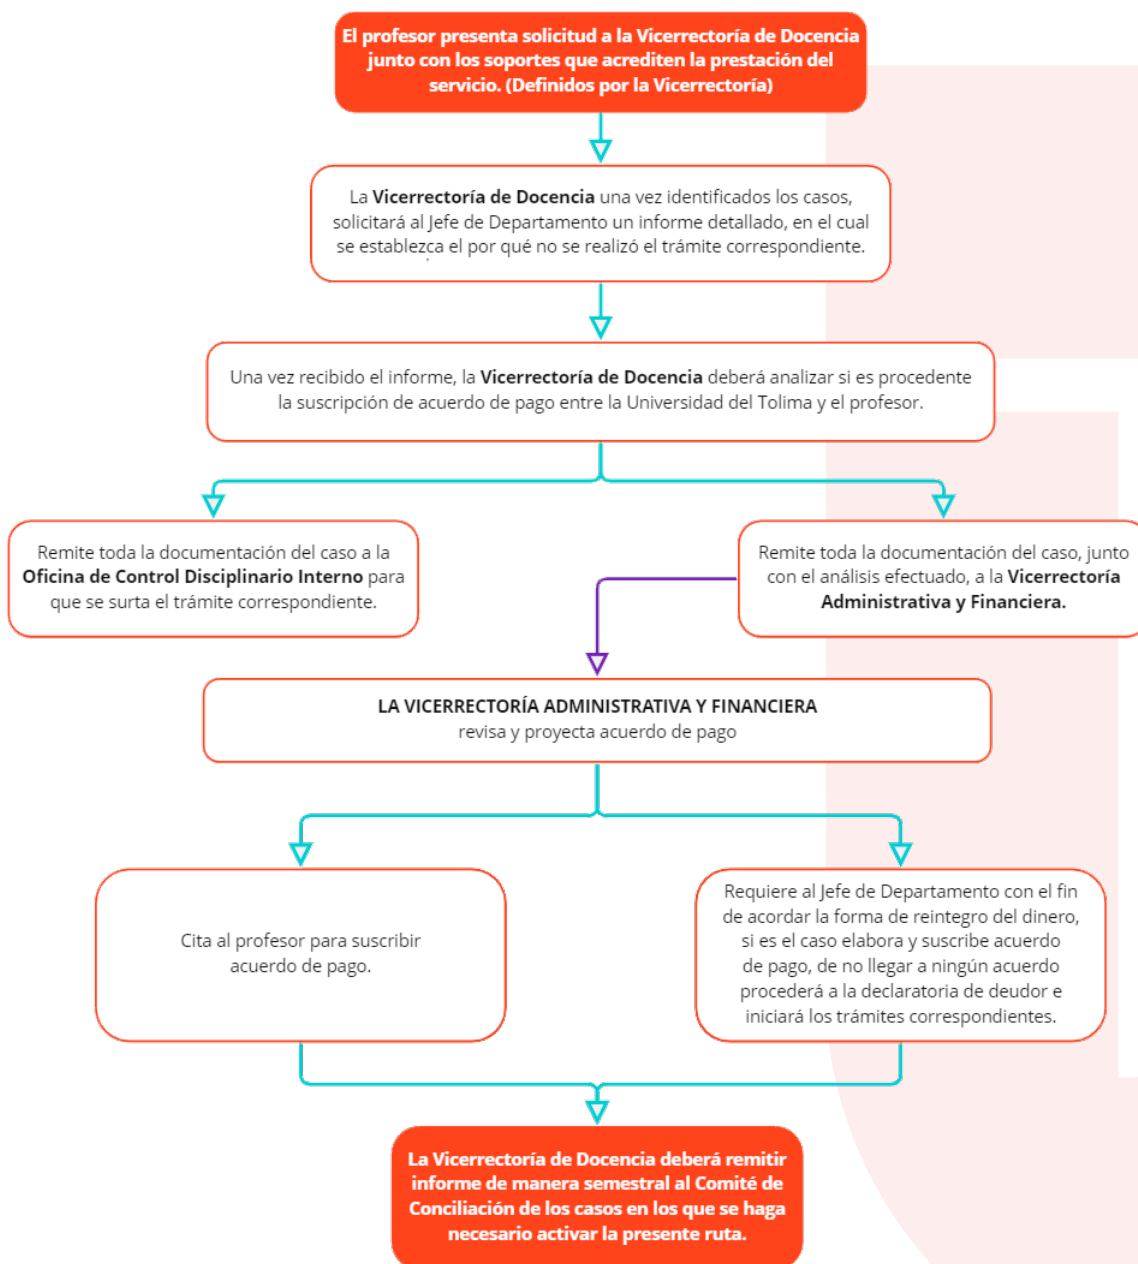 El profesor presenta solicitud a la Vicerrectoría de Docencia
junto con los soportes que acrediten la prestación del
servicio. (Definidos por la Vicerrectoría)
La Vicerrectoría de Docencia una vez identificados los casos,
solicitará al Jefe de Departamento un informe detallado, en el cual
se establezca el por qué no se realizó el trámite correspondiente.
Una vez recibido el informe, la Vicerrectoría de Docencia deberá analizar si es procedente
la suscripción de acuerdo de pago entre la Universidad del Tolima y el profesor.
Remite toda la documentación del caso a la
Oficina de Control Disciplinario Interno para
que se surta el trámite correspondiente.
Remite toda la documentación del caso, junto
con el análisis efectuado, a la Vicerrectoría
Administrativa y Financiera.
LA VICERRECTORÍA ADMINISTRATIVA Y FINANCIERA
revisa y proyecta acuerdo de pago
Cita al profesor para suscribir
acuerdo de pago.
Requiere al Jefe de Departamento con el fin
de acordar la forma de reintegro del dinero,
si es el caso elabora y suscribe acuerdo
de pago, de no llegar a ningún acuerdo
procederá a la declaratoria de deudor e
iniciará los trámites correspondientes.
La Vicerrectoría de Docencia deberá remitir
informe de manera semestral al Comité de
Conciliación de los casos en los que se haga
necesario activar la presente ruta.